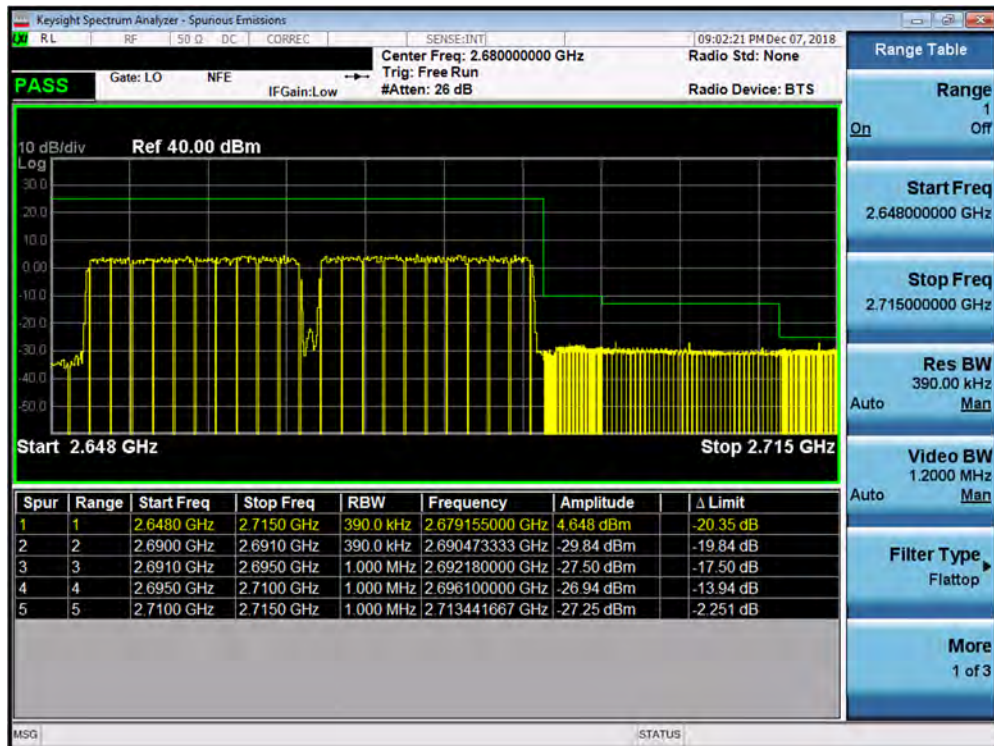 Keysight Spectrum Analyzer - Spurious Emissions
LXI RL RF 50 Ω DC CORREC SENSE:INT 09:02:21 PM Dec 07, 2018
Center Freq: 2.680000000 GHz Radio Std: None
PASS Gate: LO NFE Trig: Free Run
IFGain:Low #Atten: 26 dB Radio Device: BTS
10 dB/div Ref 40.00 dBm
Log
30.0
20.0
10.0
0.00
-10.0
-20.0
-30.0
-40.0
-50.0
Start 2.648 GHz Stop 2.715 GHz
Spur Range Start Freq Stop Freq RBW Frequency Amplitude Δ Limit
1 1 2.6480 GHz 2.7150 GHz 390.0 kHz 2.679155000 GHz 4.648 dBm -20.35 dB
2 2 2.6900 GHz 2.6910 GHz 390.0 kHz 2.690473333 GHz -29.84 dBm -19.84 dB
3 3 2.6910 GHz 2.6950 GHz 1.000 MHz 2.692180000 GHz -27.50 dBm -17.50 dB
4 4 2.6950 GHz 2.7100 GHz 1.000 MHz 2.696100000 GHz -26.94 dBm -13.94 dB
5 5 2.7100 GHz 2.7150 GHz 1.000 MHz 2.713441667 GHz -27.25 dBm -2.251 dB
MSG STATUS
Range Table
Range
1
On Off
Start Freq
2.648000000 GHz
Stop Freq
2.715000000 GHz
Res BW
390.00 kHz
Auto Man
Video BW
1.2000 MHz
Auto Man
Filter Type
Flattop
More
1 of 3